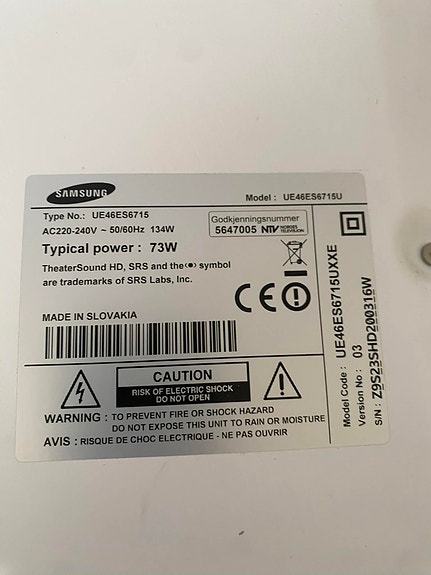 SAMSUNG
Model : UE46ES6715U
Type No.: UE46ES6715
AC220-240V ~ 50/60Hz 134W
Godkjenningsnummer
5647005 NTV NORGES TELEVISJON
Typical power : 73W
TheaterSound HD, SRS and the symbol
are trademarks of SRS Labs, Inc.
MADE IN SLOVAKIA
CAUTION
RISK OF ELECTRIC SHOCK
DO NOT OPEN
WARNING : TO PREVENT FIRE OR SHOCK HAZARD
DO NOT EXPOSE THIS UNIT TO RAIN OR MOISTURE
AVIS : RISQUE DE CHOC ELECTRIQUE - NE PAS OUVRIR
Model Code : UE46ES6715UXXE
Version No : 03
S/N : Z9S23SHD200316W